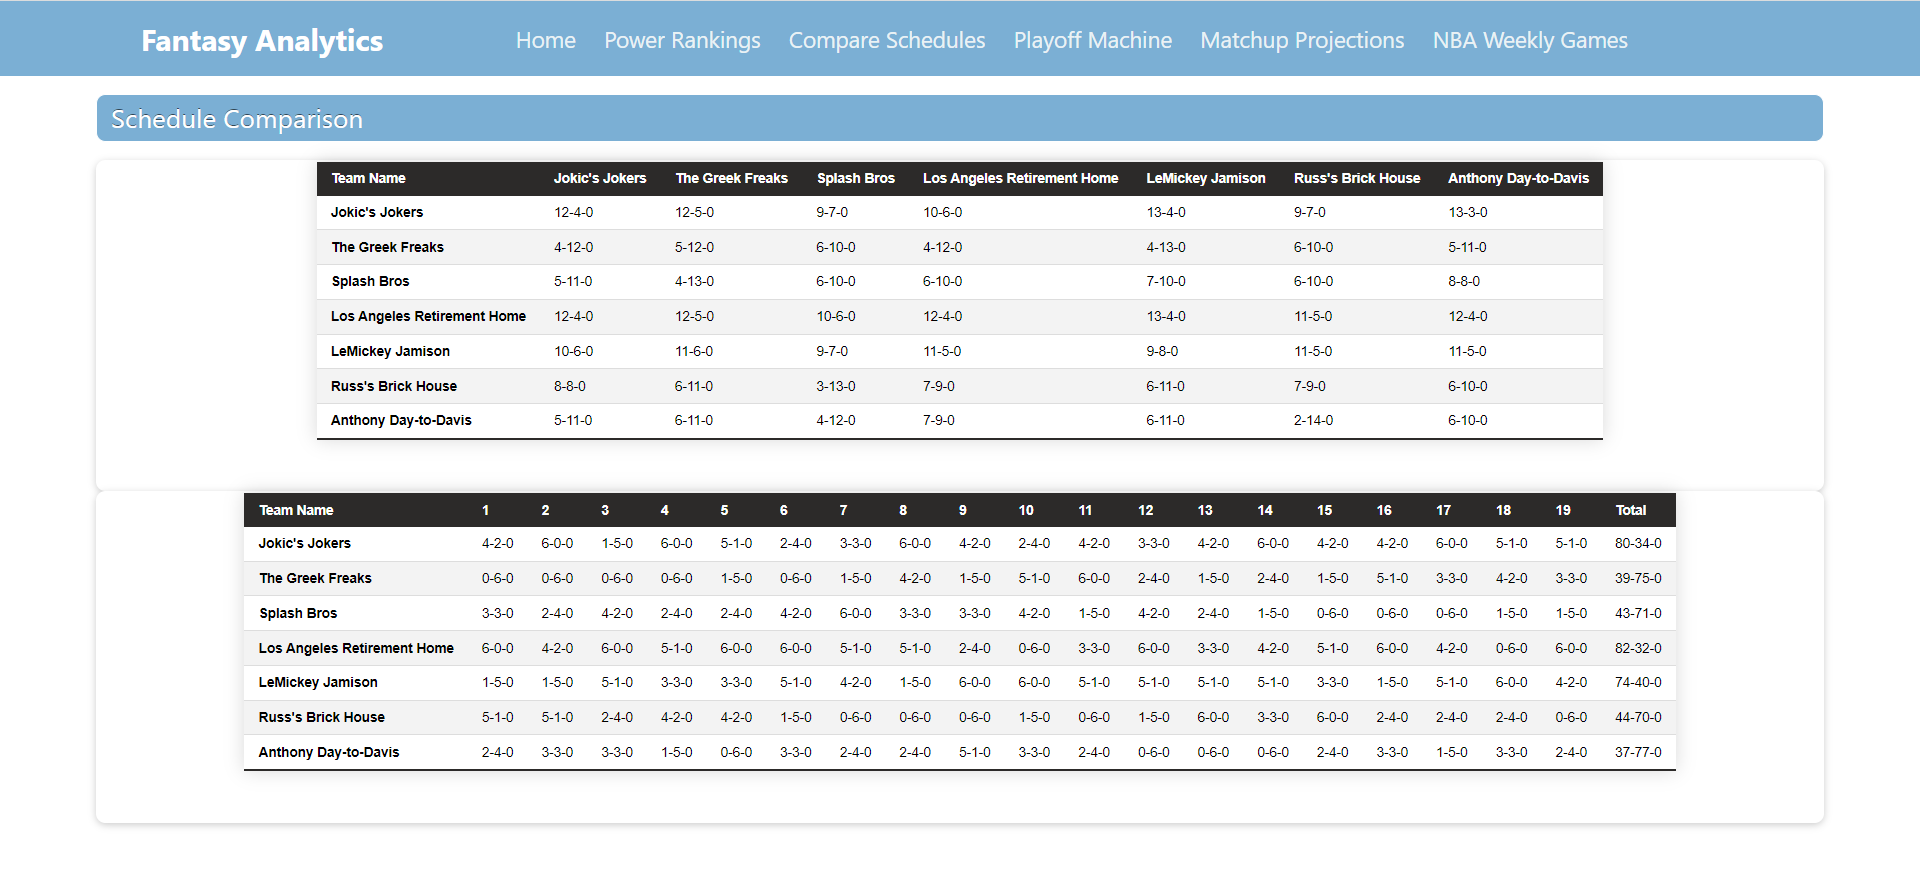 Fantasy Analytics Home Power Rankings Compare Schedules Playoff Machine Matchup Projections NBA Weekly Games
Schedule Comparison
Team Name Jokic's Jokers The Greek Freaks Splash Bros Los Angeles Retirement Home LeMickey Jamison Russ's Brick House Anthony Day-to-Davis
Jokic's Jokers 12-4-0 12-5-0 9-7-0 10-6-0 13-4-0 9-7-0 13-3-0
The Greek Freaks 4-12-0 5-12-0 6-10-0 4-12-0 4-13-0 6-10-0 5-11-0
Splash Bros 5-11-0 4-13-0 6-10-0 6-10-0 7-10-0 6-10-0 8-8-0
Los Angeles Retirement Home 12-4-0 12-5-0 10-6-0 12-4-0 13-4-0 11-5-0 12-4-0
LeMickey Jamison 10-6-0 11-6-0 9-7-0 11-5-0 9-8-0 11-5-0 11-5-0
Russ's Brick House 8-8-0 6-11-0 3-13-0 7-9-0 6-11-0 7-9-0 6-10-0
Anthony Day-to-Davis 5-11-0 6-11-0 4-12-0 7-9-0 6-11-0 2-14-0 6-10-0
Team Name 1 2 3 4 5 6 7 8 9 10 11 12 13 14 15 16 17 18 19 Total
Jokic's Jokers 4-2-0 6-0-0 1-5-0 6-0-0 5-1-0 2-4-0 3-3-0 6-0-0 4-2-0 2-4-0 4-2-0 3-3-0 4-2-0 6-0-0 4-2-0 4-2-0 6-0-0 5-1-0 5-1-0 80-34-0
The Greek Freaks 0-6-0 0-6-0 0-6-0 0-6-0 1-5-0 0-6-0 1-5-0 4-2-0 1-5-0 5-1-0 6-0-0 2-4-0 1-5-0 2-4-0 1-5-0 5-1-0 3-3-0 4-2-0 3-3-0 39-75-0
Splash Bros 3-3-0 2-4-0 4-2-0 2-4-0 2-4-0 4-2-0 6-0-0 3-3-0 3-3-0 4-2-0 1-5-0 4-2-0 2-4-0 1-5-0 0-6-0 0-6-0 0-6-0 1-5-0 1-5-0 43-71-0
Los Angeles Retirement Home 6-0-0 4-2-0 6-0-0 5-1-0 6-0-0 6-0-0 5-1-0 5-1-0 2-4-0 0-6-0 3-3-0 6-0-0 3-3-0 4-2-0 5-1-0 6-0-0 4-2-0 0-6-0 6-0-0 82-32-0
LeMickey Jamison 1-5-0 1-5-0 5-1-0 3-3-0 3-3-0 5-1-0 4-2-0 1-5-0 6-0-0 6-0-0 5-1-0 5-1-0 5-1-0 5-1-0 3-3-0 1-5-0 5-1-0 6-0-0 4-2-0 74-40-0
Russ's Brick House 5-1-0 5-1-0 2-4-0 4-2-0 4-2-0 1-5-0 0-6-0 0-6-0 0-6-0 1-5-0 0-6-0 1-5-0 6-0-0 3-3-0 6-0-0 2-4-0 2-4-0 2-4-0 0-6-0 44-70-0
Anthony Day-to-Davis 2-4-0 3-3-0 3-3-0 1-5-0 0-6-0 3-3-0 2-4-0 2-4-0 5-1-0 3-3-0 2-4-0 0-6-0 0-6-0 0-6-0 2-4-0 3-3-0 1-5-0 3-3-0 2-4-0 37-77-0